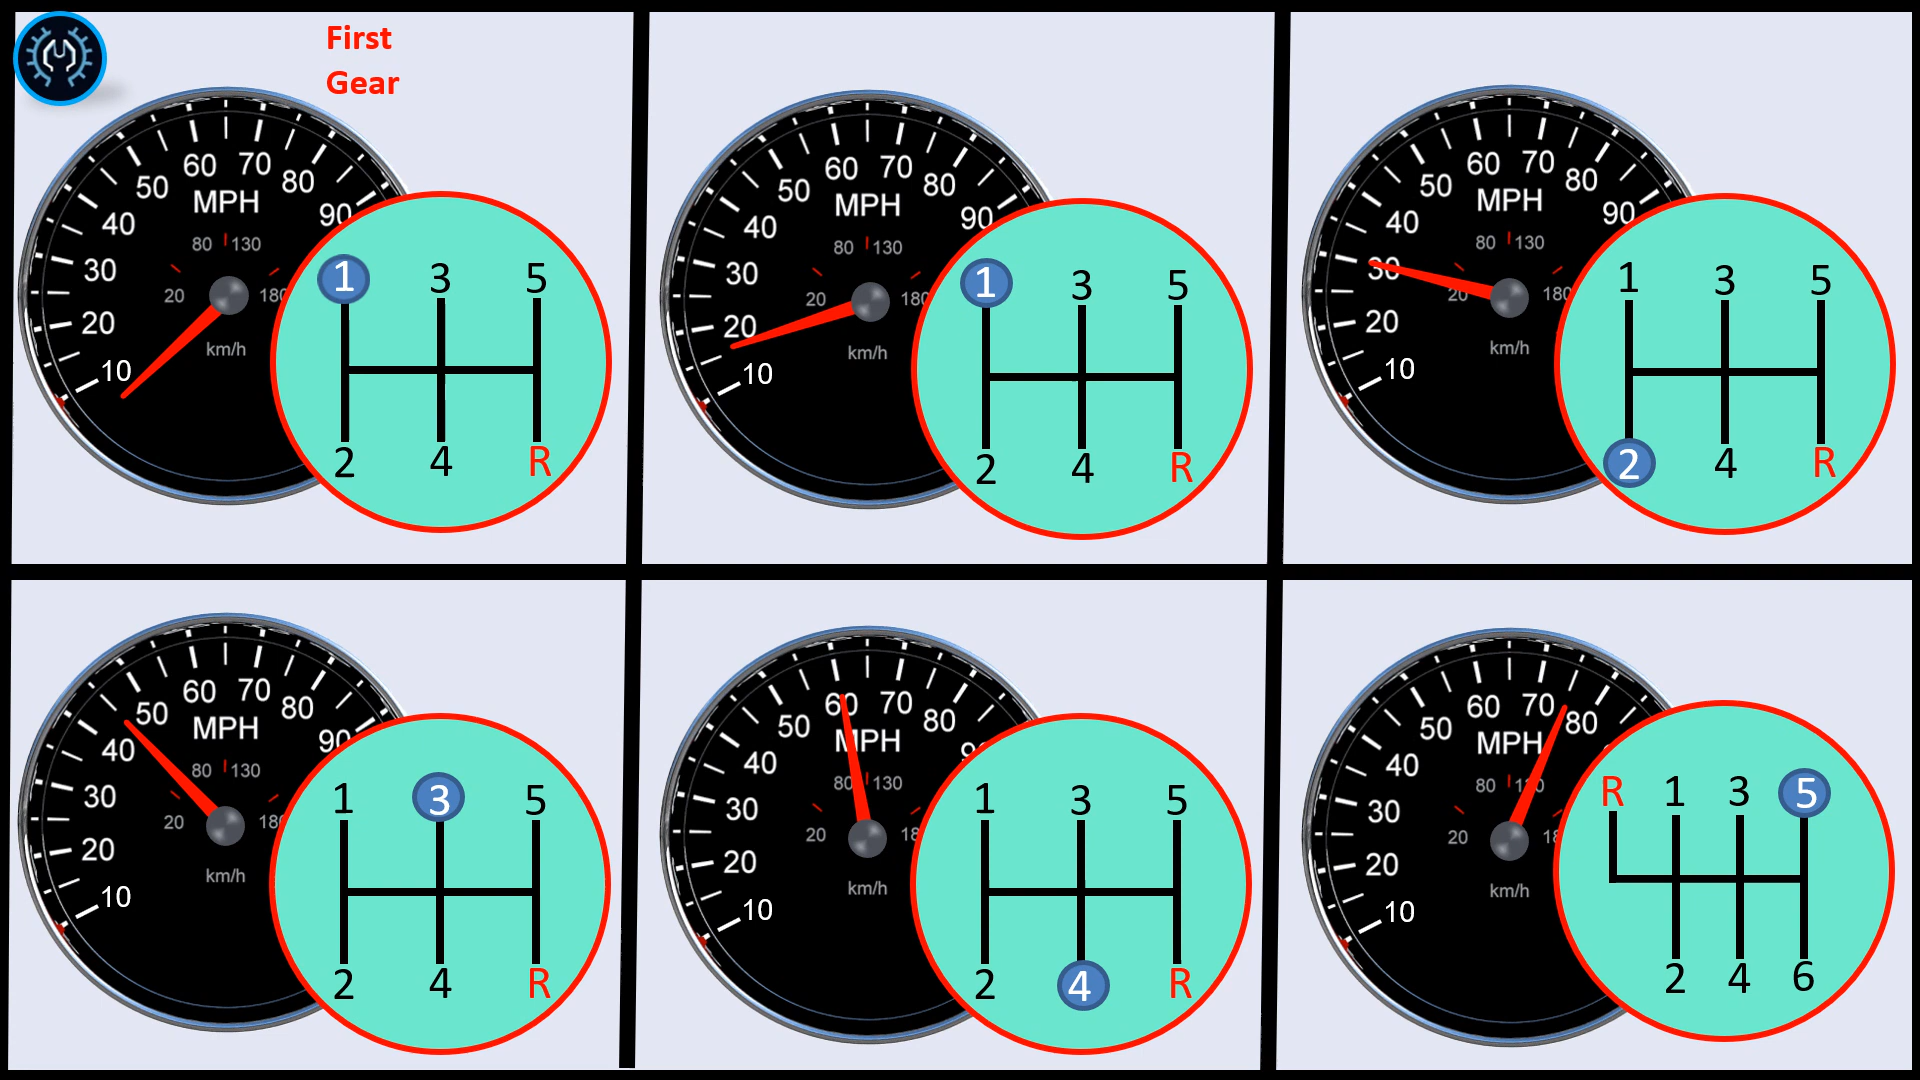 First
Gear
60 70
50 80
MPH
40 90
80 130
30
20 180
20
km/h
10
1 3 5
2 4 R
60 70
50 80
MPH
40 90
80 130
30
20 180
20
km/h
10
1 3 5
2 4 R
60 70
50 80
MPH
40 90
80 130
30
20 180
20
km/h
10
1 3 5
2 4 R
60 70
50 80
MPH
40 90
80 130
30
20 180
20
km/h
10
1 3 5
2 4 R
60 70
50 80
MPH
40
80 130
30
20
20
km/h
10
1 3 5
2 4 R
60 70
50 80
MPH
40
80 130
30
20
20
km/h
10
R 1 3 5
2 4 6